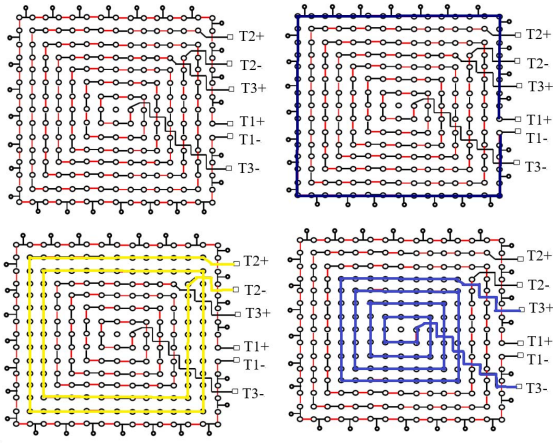 T2+
T2-
T3+
T1+
T1-
T3-
T2+
T2-
T3+
T1+
T1-
T3-
T2+
T2-
T3+
T1+
T1-
T3-
T2+
T2-
T3+
T1+
T1-
T3-